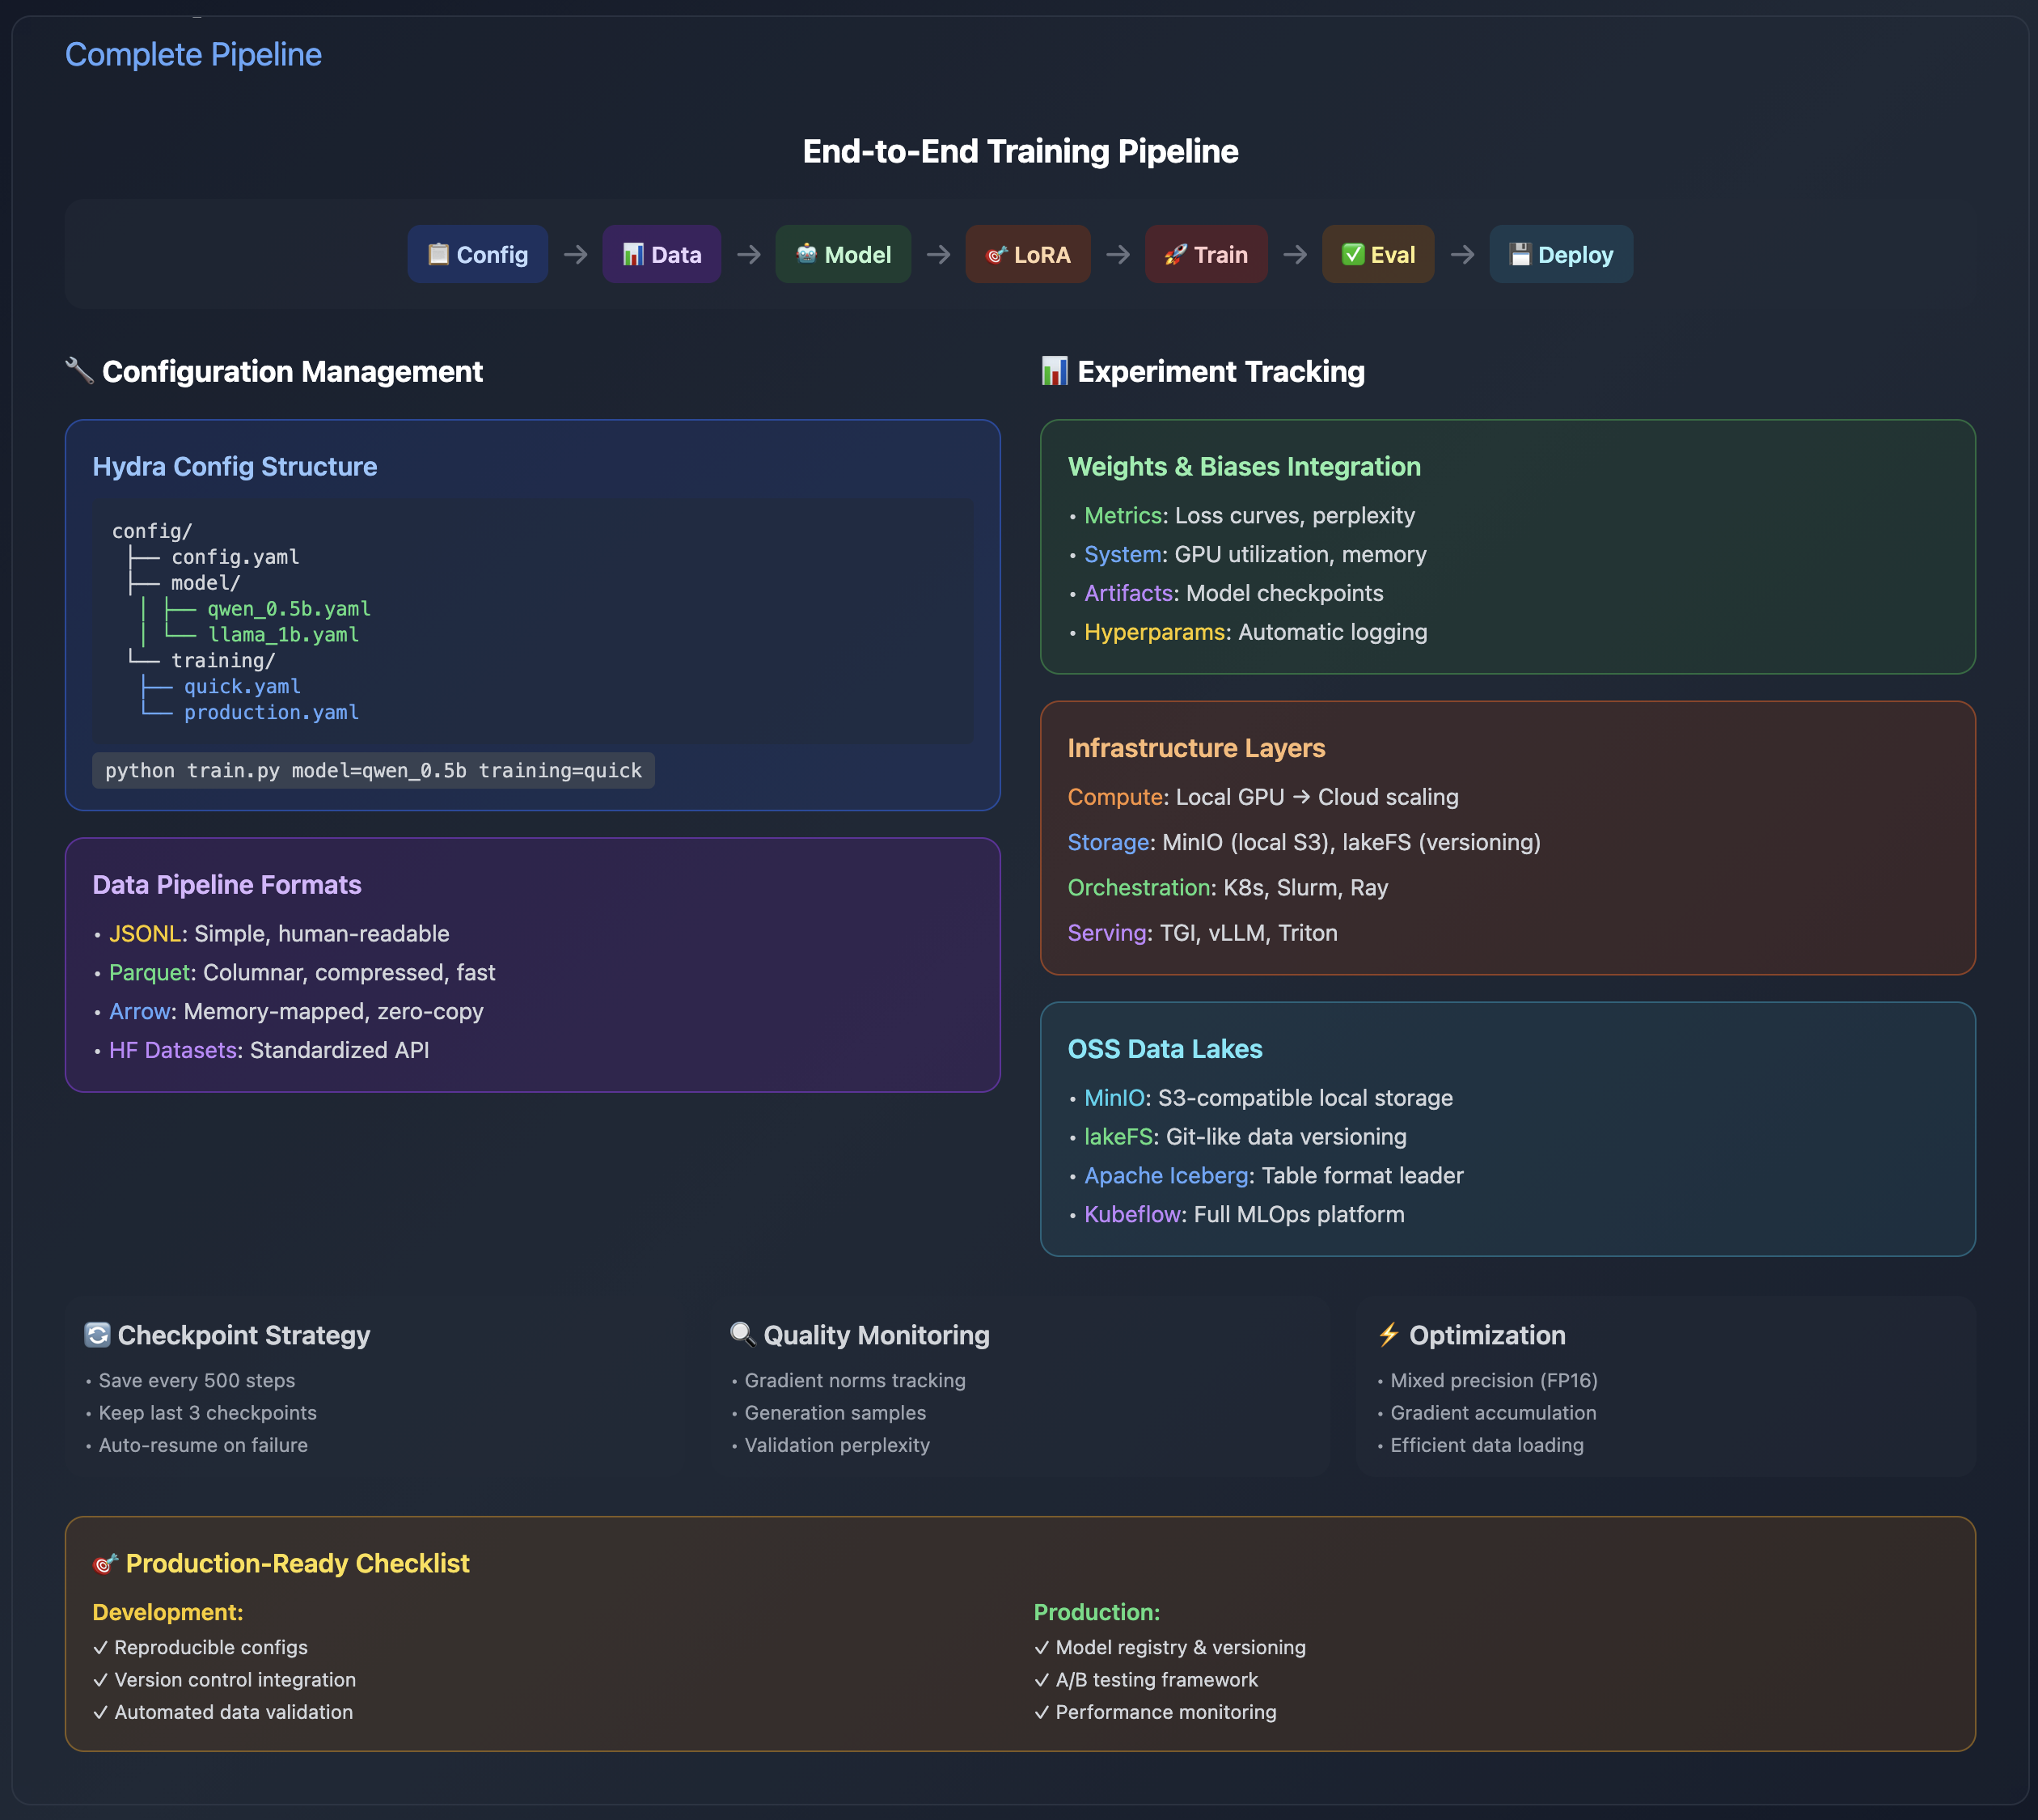 Complete Pipeline
End-to-End Training Pipeline
📋 Config → 📊 Data → 🤖 Model → 🎯 LoRA → 🚀 Train → ✅ Eval → 💾 Deploy
🔧 Configuration Management
Hydra Config Structure
config/
├── config.yaml
├── model/
│ ├── qwen_0.5b.yaml
│ └── llama_1b.yaml
└── training/
├── quick.yaml
└── production.yaml
python train.py model=qwen_0.5b training=quick
Data Pipeline Formats
• JSONL: Simple, human-readable
• Parquet: Columnar, compressed, fast
• Arrow: Memory-mapped, zero-copy
• HF Datasets: Standardized API
📊 Experiment Tracking
Weights & Biases Integration
• Metrics: Loss curves, perplexity
• System: GPU utilization, memory
• Artifacts: Model checkpoints
• Hyperparams: Automatic logging
Infrastructure Layers
Compute: Local GPU → Cloud scaling
Storage: MinIO (local S3), lakeFS (versioning)
Orchestration: K8s, Slurm, Ray
Serving: TGI, vLLM, Triton
OSS Data Lakes
• MinIO: S3-compatible local storage
• lakeFS: Git-like data versioning
• Apache Iceberg: Table format leader
• Kubeflow: Full MLOps platform
🔄 Checkpoint Strategy
• Save every 500 steps
• Keep last 3 checkpoints
• Auto-resume on failure
🔍 Quality Monitoring
• Gradient norms tracking
• Generation samples
• Validation perplexity
⚡ Optimization
• Mixed precision (FP16)
• Gradient accumulation
• Efficient data loading
🎯 Production-Ready Checklist
Development:
✓ Reproducible configs
✓ Version control integration
✓ Automated data validation
Production:
✓ Model registry & versioning
✓ A/B testing framework
✓ Performance monitoring